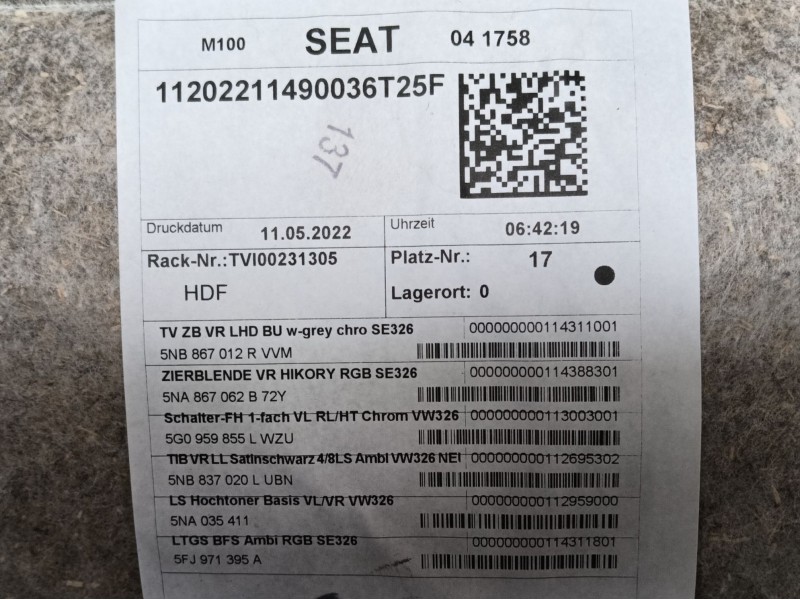 M100 SEAT 04 1758
11202211490036T25F
137
Druckdatum 11.05.2022 Uhrzeit 06:42:19
Rack-Nr.:TVI00231305 Platz-Nr.: 17
HDF Lagerort: 0
TV ZB VR LHD BU w-grey chro SE326 000000000114311001
5NB 867 012 R VVM
ZIERBLENDE VR HIKORY RGB SE326 000000000114388301
5NA 867 062 B 72Y
Schalter-FH 1-fach VL RL/HT Chrom VW326 000000000113003001
5G0 959 855 L WZU
TIB VR LL Satinschwarz 4/8LS Ambi VW326 NEI 000000000112695302
5NB 837 020 L UBN
LS Hochtoner Basis VL/VR VW326 000000000112959000
5NA 035 411
LTGS BFS Ambi RGB SE326 000000000114311801
5FJ 971 395 A